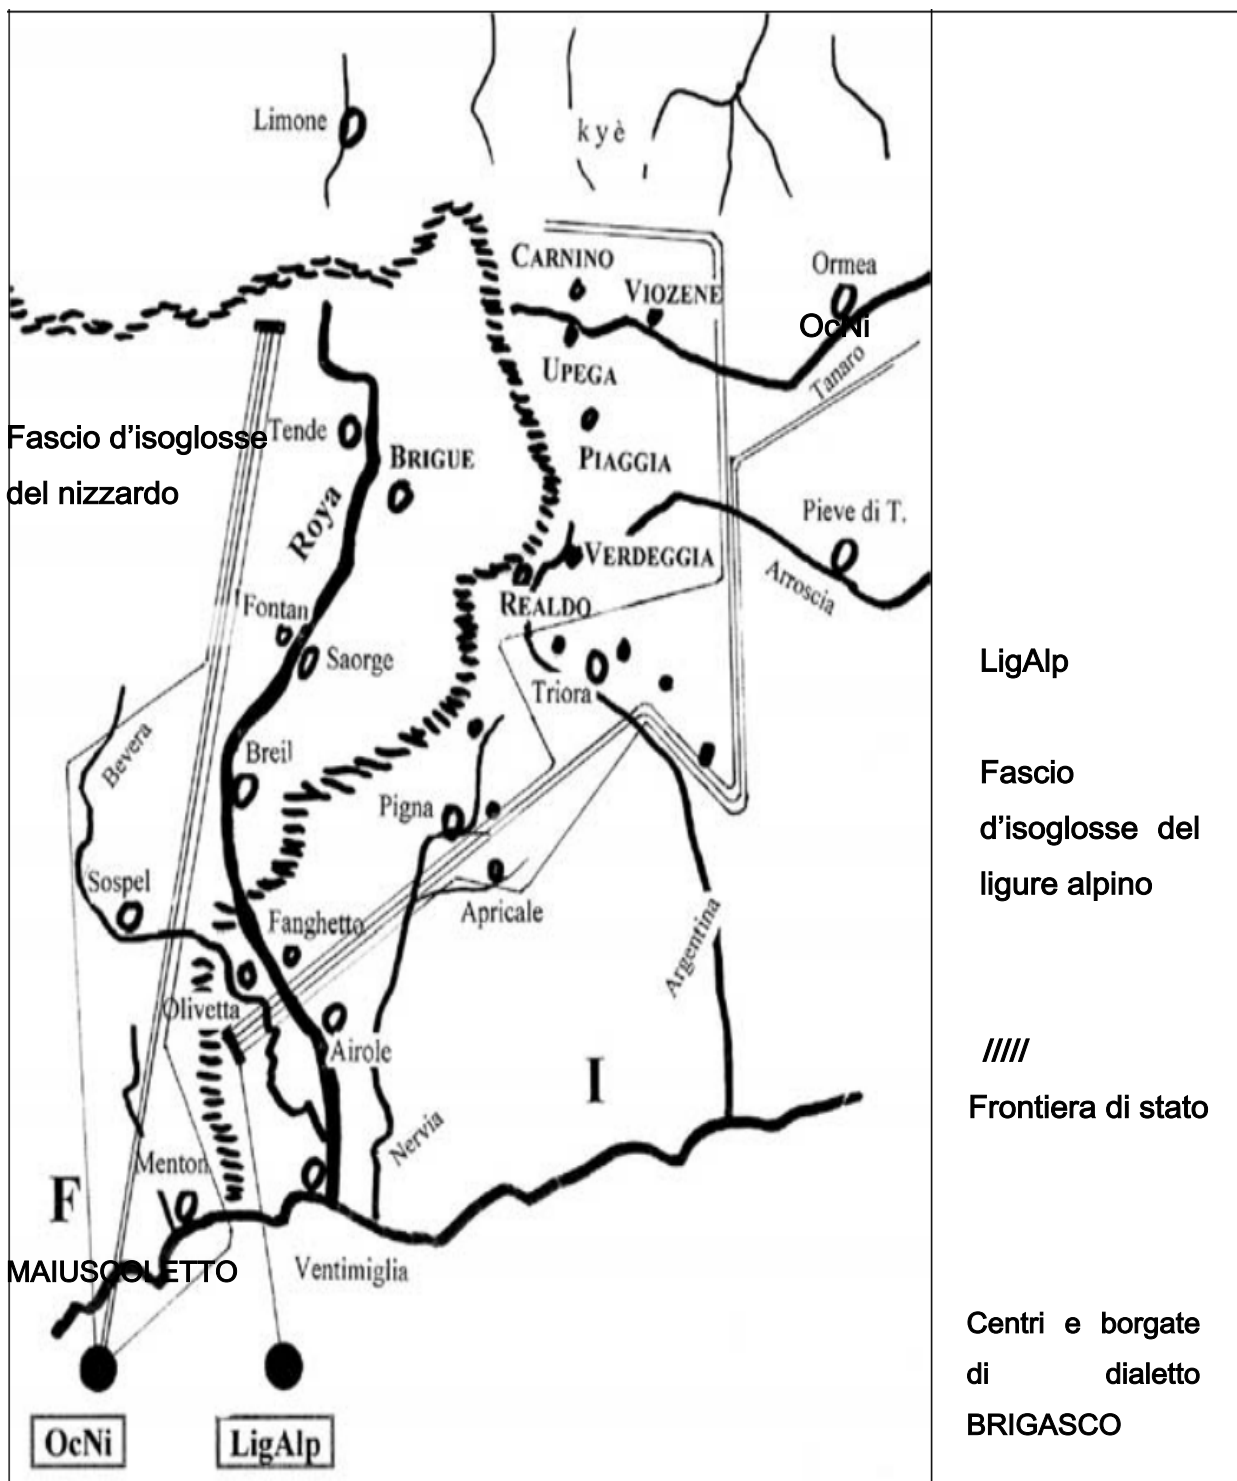 Limone
kyè
CARNINO
Ormea
VIOZENE
OcNi
UPEGA
Tanaro
Fascio d’isoglosse
del nizzardo
Tende
BRIGUE
PIAGGIA
Roya
Pieve di T.
VERDEGGIA
Arroscia
REALDO
Fontan
Saorge
Triora
LigAlp
Bevera
Breil
Fascio
d’isoglosse del
ligure alpino
Pigna
Sospel
Apricale
Fanghetto
Argentina
Olivetta
Airole
/////
Frontiera di stato
I
Nervia
Menton
F
MAIUSCOLETTO
Ventimiglia
Centri e borgate
di dialetto
BRIGASCO
OcNi
LigAlp